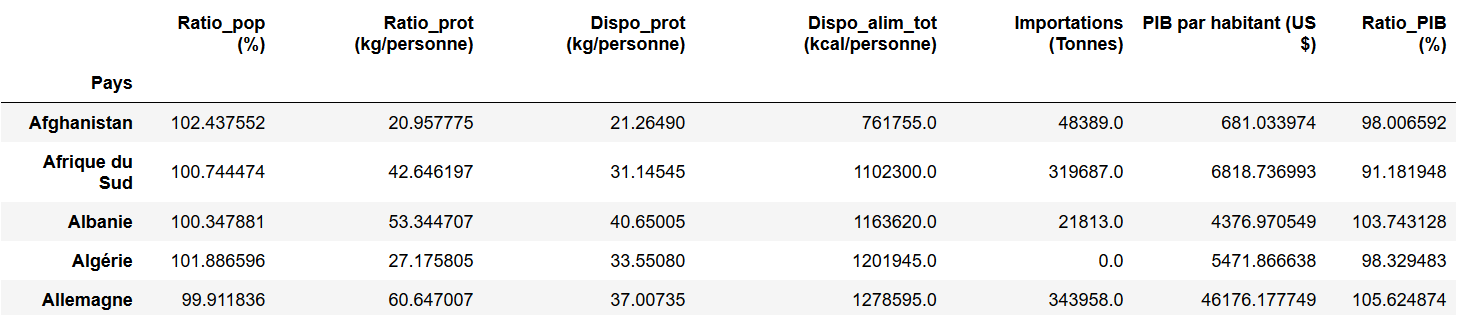 Ratio_pop (%) Ratio_prot (kg/personne) Dispo_prot (kg/personne) Dispo_alim_tot (kcal/personne) Importations (Tonnes) PIB par habitant (US $) Ratio_PIB (%)
Pays
Afghanistan 102.437552 20.957775 21.26490 761755.0 48389.0 681.033974 98.006592
Afrique du Sud 100.744474 42.646197 31.14545 1102300.0 319687.0 6818.736993 91.181948
Albanie 100.347881 53.344707 40.65005 1163620.0 21813.0 4376.970549 103.743128
Algérie 101.886596 27.175805 33.55080 1201945.0 0.0 5471.866638 98.329483
Allemagne 99.911836 60.647007 37.00735 1278595.0 343958.0 46176.177749 105.624874